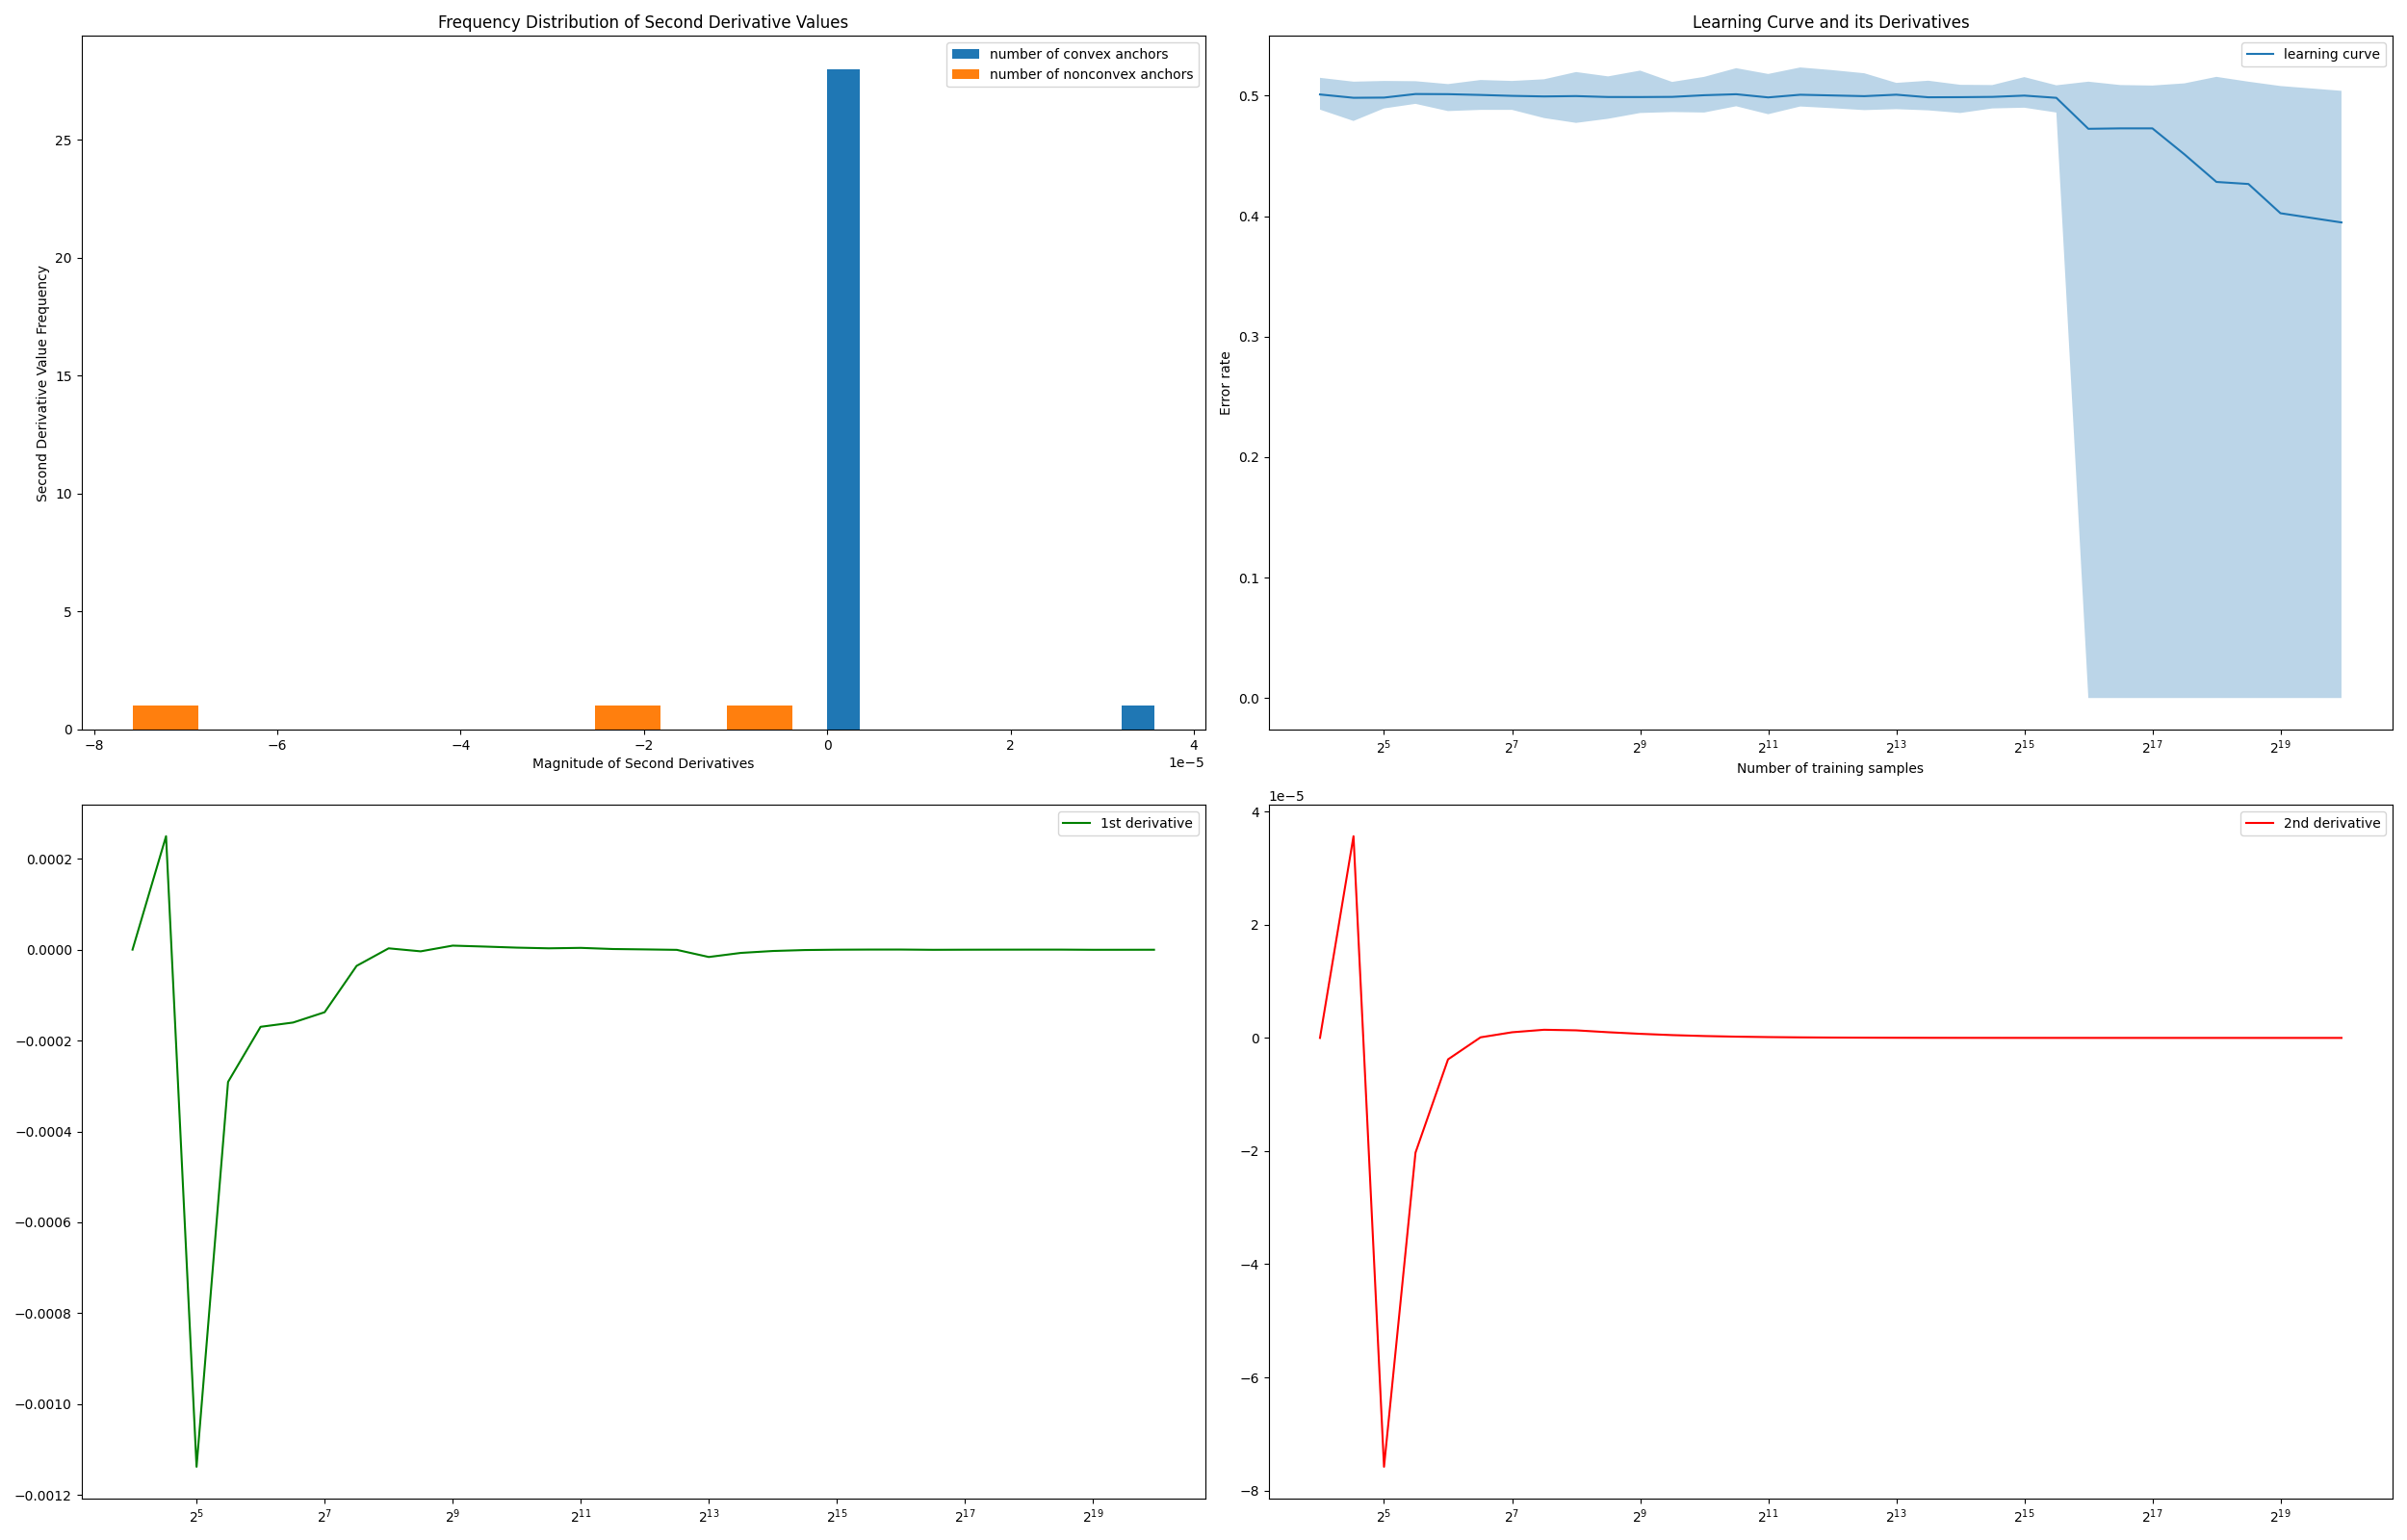 Frequency Distribution of Second Derivative Values
number of convex anchors
number of nonconvex anchors
Second Derivative Value Frequency
25
20
15
10
5
0
−8 −6 −4 −2 0 2 4
1e−5
Magnitude of Second Derivatives
Learning Curve and its Derivatives
learning curve
Error rate
0.5
0.4
0.3
0.2
0.1
0.0
2^5 2^7 2^9 2^11 2^13 2^15 2^17 2^19
Number of training samples
1st derivative
0.0002
0.0000
−0.0002
−0.0004
−0.0006
−0.0008
−0.0010
−0.0012
2^5 2^7 2^9 2^11 2^13 2^15 2^17 2^19
1e−5
2nd derivative
4
2
0
−2
−4
−6
−8
2^5 2^7 2^9 2^11 2^13 2^15 2^17 2^19